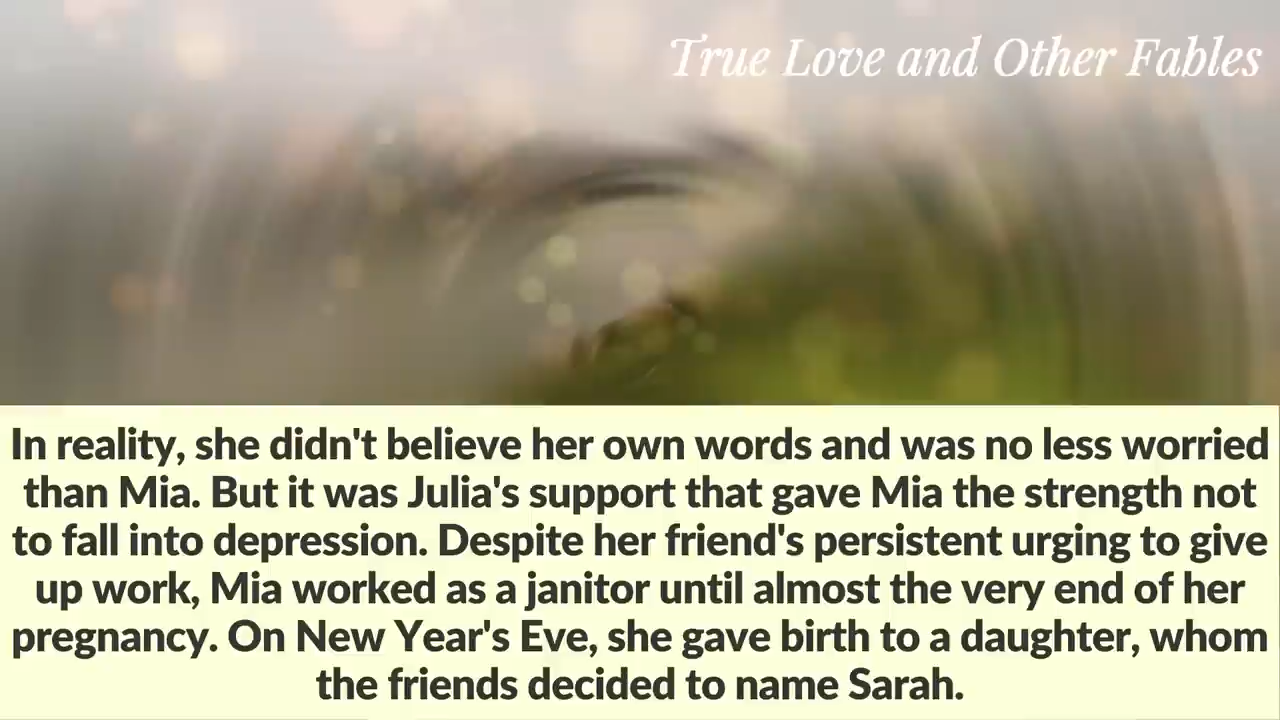 True Love and Other Fables
In reality, she didn't believe her own words and was no less worried
than Mia. But it was Julia's support that gave Mia the strength not
to fall into depression. Despite her friend's persistent urging to give
up work, Mia worked as a janitor until almost the very end of her
pregnancy. On New Year's Eve, she gave birth to a daughter, whom
the friends decided to name Sarah.